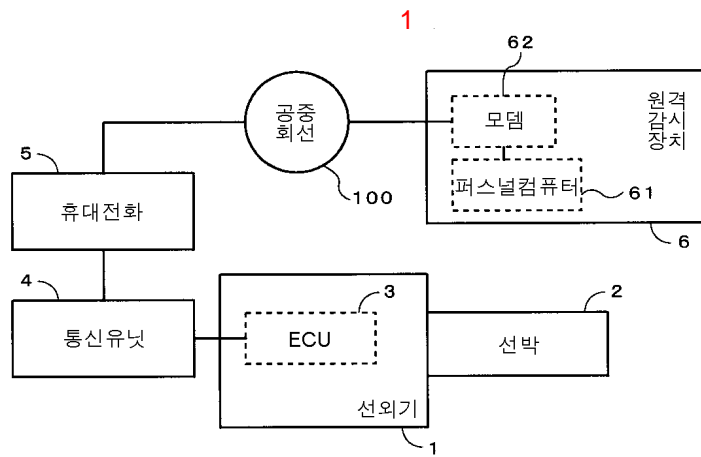 1
62
공중
회선
모뎀
원격
감시
장치
5
100
퍼스널컴퓨터
61
휴대전화
6
4
3
2
통신유닛
ECU
선박
선외기
1